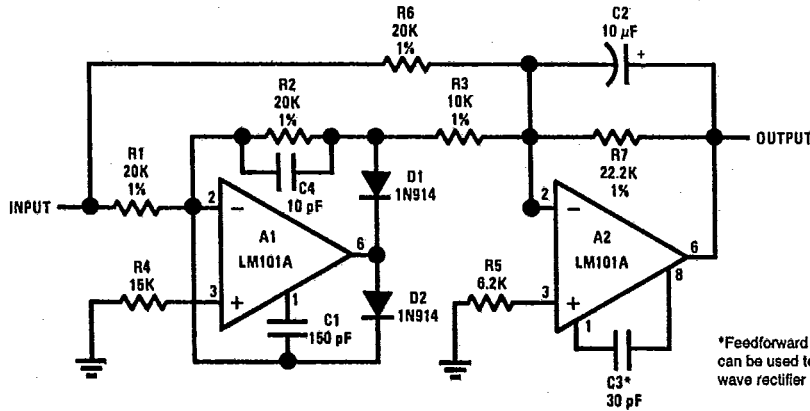 R6
20K
1%
C2
10 μF
+
R2
20K
1%
R3
10K
1%
R1
20K
1%
C4
10 pF
D1
1N914
R7
22.2K
1%
OUTPUT
INPUT
2
−
A1
LM101A
6
2
−
A2
LM101A
6
8
R4
15K
3
+
1
D2
1N914
R5
6.2K
3
+
1
C1
150 pF
C3*
30 pF
*Feedforward
can be used to
wave rectifier